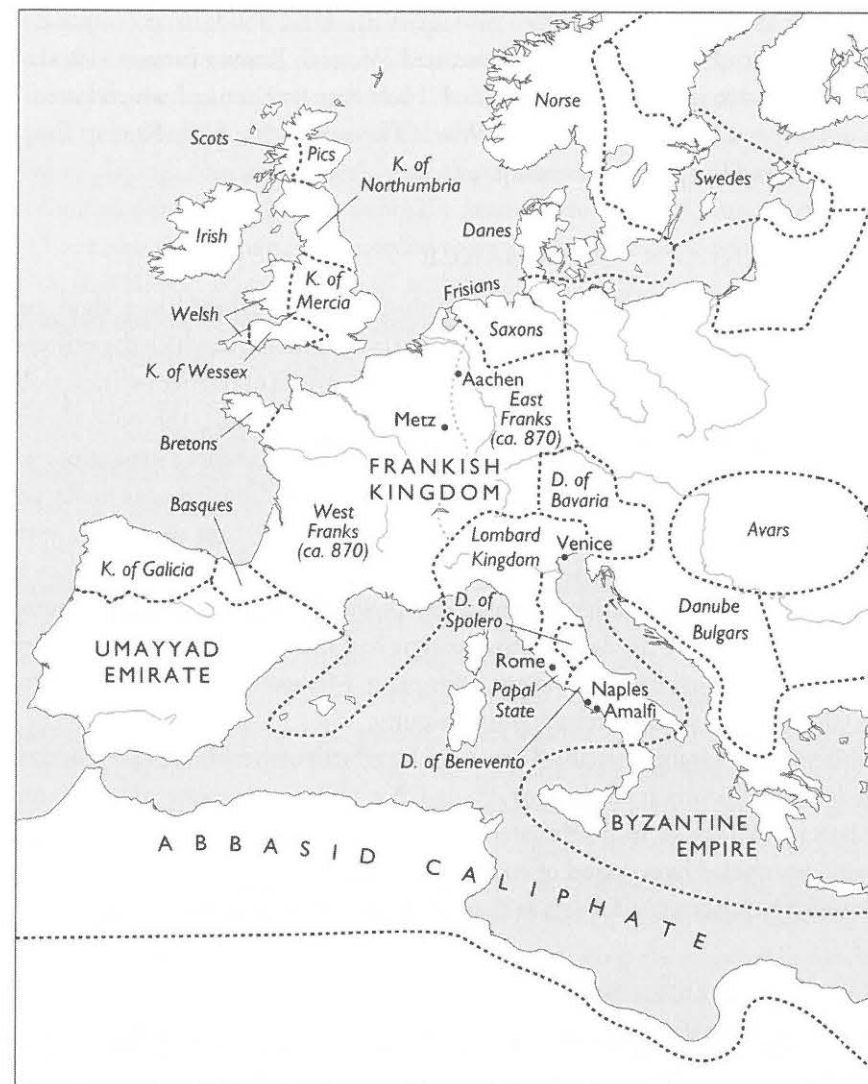 Norse
Scots
Pics
K. of
Northumbria
Swedes
Irish
Danes
K. of
Mercia
Frisians
Welsh
Saxons
K. of Wessex
Aachen
East
Franks
(ca. 870)
Metz
Bretons
FRANKISH
KINGDOM
D. of
Bavaria
Basques
West
Franks
(ca. 870)
Lombard
Kingdom
Venice
Avars
K. of Galicia
D. of
Spolero
Danube
Bulgars
UMAYYAD
EMIRATE
Rome
Papal
State
Naples
Amalfi
D. of Benevento
BYZANTINE
EMPIRE
ABBASID CALIPHATE